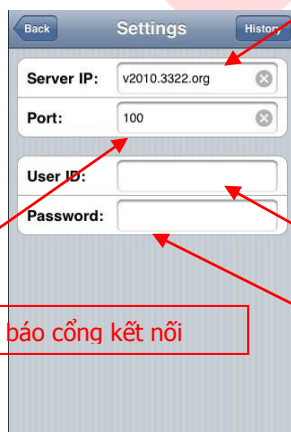 Back Settings History
Server IP: v2010.3322.org
Port: 100
User ID:
Password:
báo cổng kết nối